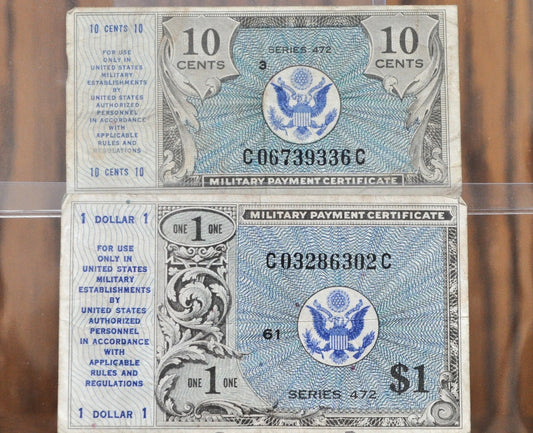 10 CENTS 10
FOR USE
ONLY IN
UNITED STATES
MILITARY
ESTABLISHMENTS
BY
UNITED STATES
AUTHORIZED
PERSONNEL
IN ACCORDANCE
WITH
APPLICABLE
RULES AND
REGULATIONS
10 CENTS 10
10
CENTS
SERIES 472
10
CENTS
3
C06739336C
MILITARY PAYMENT CERTIFICATE
1 DOLLAR 1
FOR USE
ONLY IN
UNITED STATES
MILITARY
ESTABLISHMENTS
BY
UNITED STATES
AUTHORIZED
PERSONNEL
IN ACCORDANCE
WITH
APPLICABLE
RULES AND
REGULATIONS
1 DOLLAR 1
ONE 1 ONE
MILITARY PAYMENT CERTIFICATE
C03286302C
61
ONE 1 ONE
SERIES 472
$1